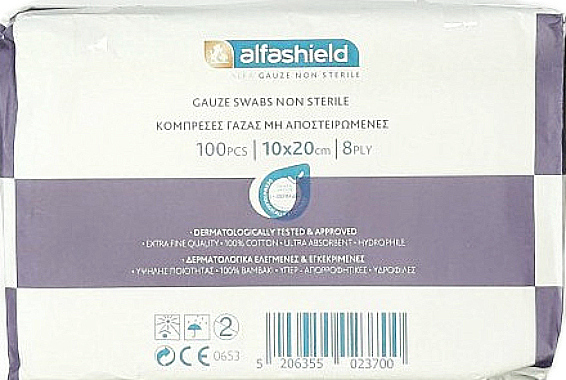 alfashield
ALFA GAUZE NON STERILE
GAUZE SWABS NON STERILE
ΚΟΜΠΡΕΣΕΣ ΓΑΖΑΣ ΜΗ ΑΠΟΣΤΕΙΡΩΜΕΝΕΣ
100PCS | 10x20cm | 8PLY
• DERMATOLOGICALLY TESTED & APPROVED
• EXTRA FINE QUALITY • 100% COTTON • ULTRA ABSORBENT • HYDROPHILE
• ΔΕΡΜΑΤΟΛΟΓΙΚΑ ΕΛΕΓΜΕΝΕΣ & ΕΓΚΕΚΡΙΜΕΝΕΣ
• ΥΨΗΛΗΣ ΠΟΙΟΤΗΤΑΣ • 100% ΒΑΜΒΑΚΙ • ΥΠΕΡ - ΑΠΟΡΡΟΦΗΤΙΚΕΣ • ΥΔΡΟΦΙΛΕΣ
2
CE 0653
5 206355 023700